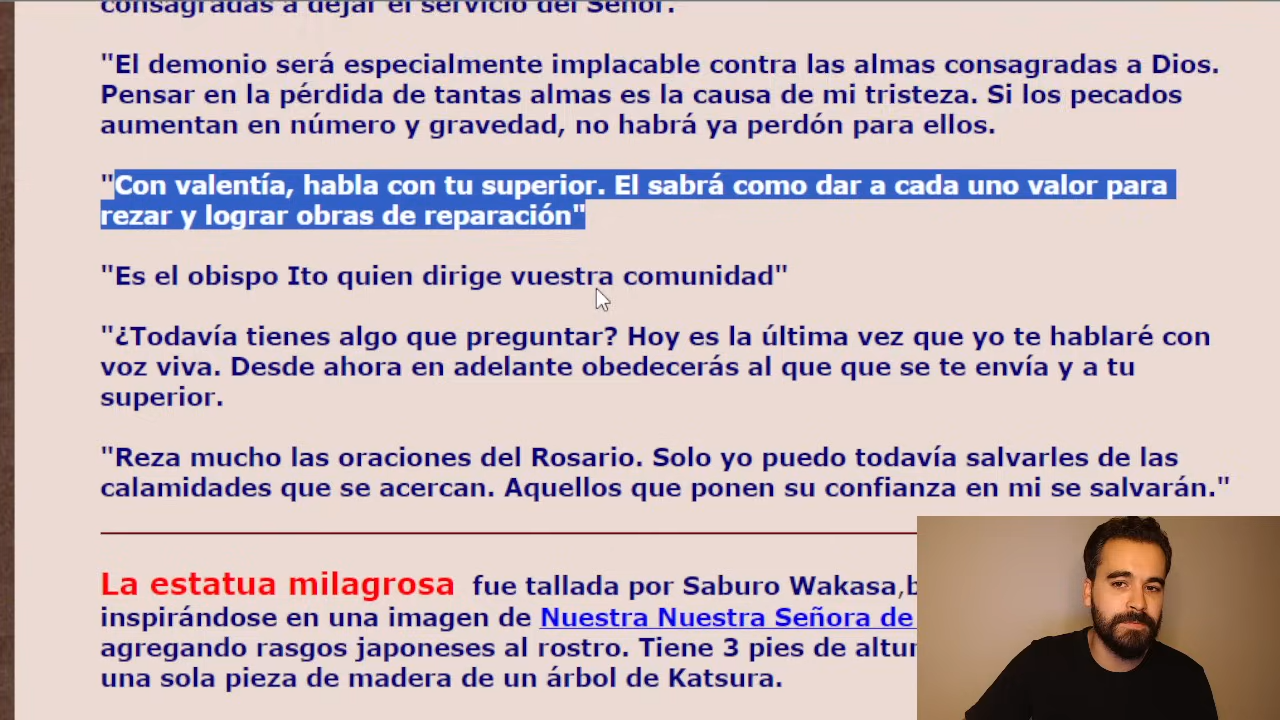 consagradas a dejar el servicio del Señor.
"El demonio será especialmente implacable contra las almas consagradas a Dios.
Pensar en la pérdida de tantas almas es la causa de mi tristeza. Si los pecados
aumentan en número y gravedad, no habrá ya perdón para ellos.
"Con valentía, habla con tu superior. El sabrá como dar a cada uno valor para
rezar y lograr obras de reparación"
"Es el obispo Ito quien dirige vuestra comunidad"
"¿Todavía tienes algo que preguntar? Hoy es la última vez que yo te hablaré con
voz viva. Desde ahora en adelante obedecerás al que que se te envía y a tu
superior.
"Reza mucho las oraciones del Rosario. Solo yo puedo todavía salvarles de las
calamidades que se acercan. Aquellos que ponen su confianza en mi se salvarán."
La estatua milagrosa fue tallada por Saburo Wakasa,
inspirándose en una imagen de Nuestra Nuestra Señora de
agregando rasgos japoneses al rostro. Tiene 3 pies de
una sola pieza de madera de un árbol de Katsura.